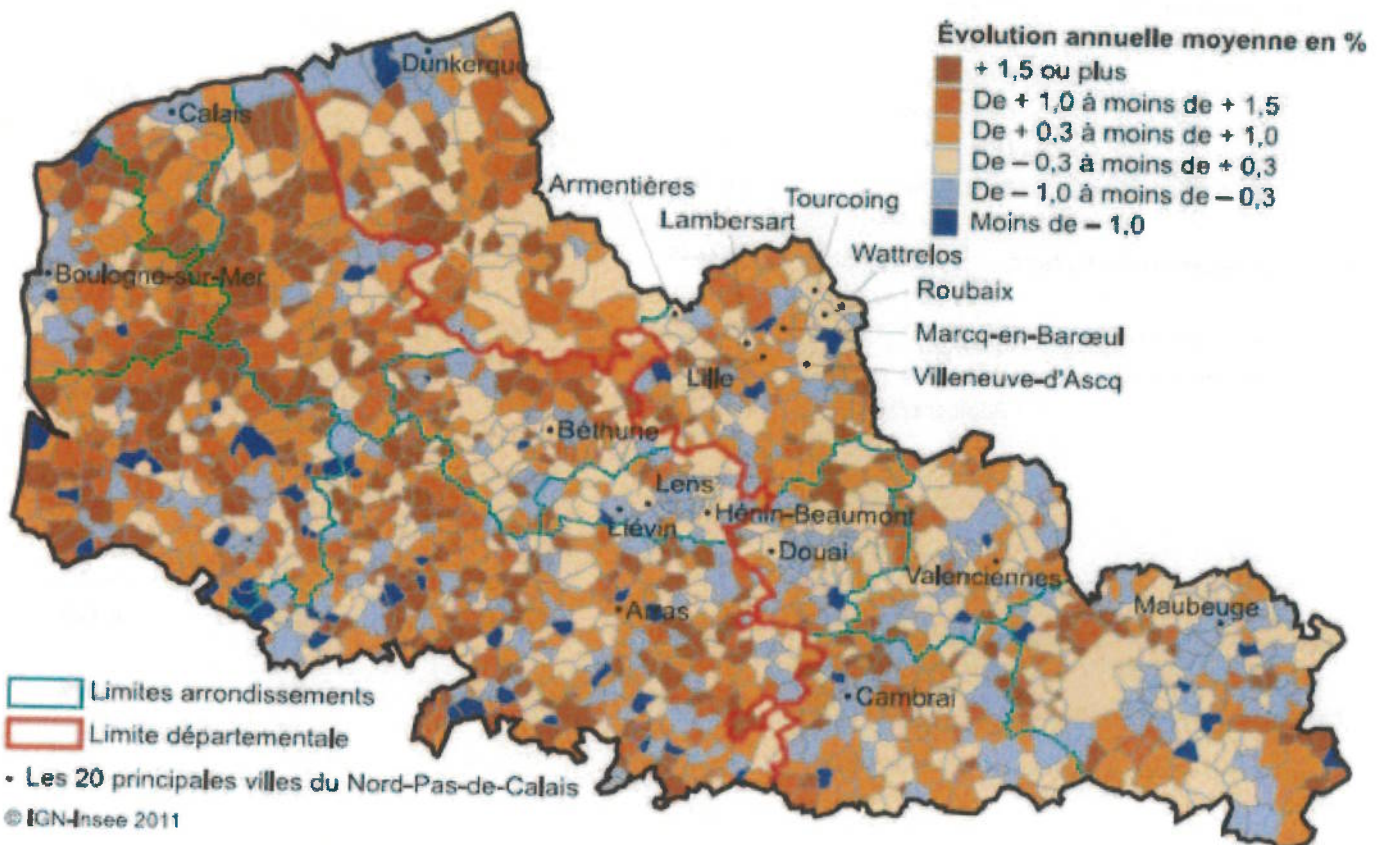 Évolution annuelle moyenne en %
+ 1,5 ou plus
De + 1,0 à moins de + 1,5
De + 0,3 à moins de + 1,0
De – 0,3 à moins de + 0,3
De – 1,0 à moins de – 0,3
Moins de – 1,0
Dunkerque
Calais
Armentières
Lambersart
Tourcoing
Wattrelos
Roubaix
Marcq-en-Barœul
Villeneuve-d'Ascq
Boulogne-sur-Mer
Lille
Béthune
Lens
Hénin-Beaumont
Liévin
Douai
Valenciennes
Maubeuge
Arras
Cambrai
Limites arrondissements
Limite départementale
• Les 20 principales villes du Nord-Pas-de-Calais
© IGN-Insee 2011